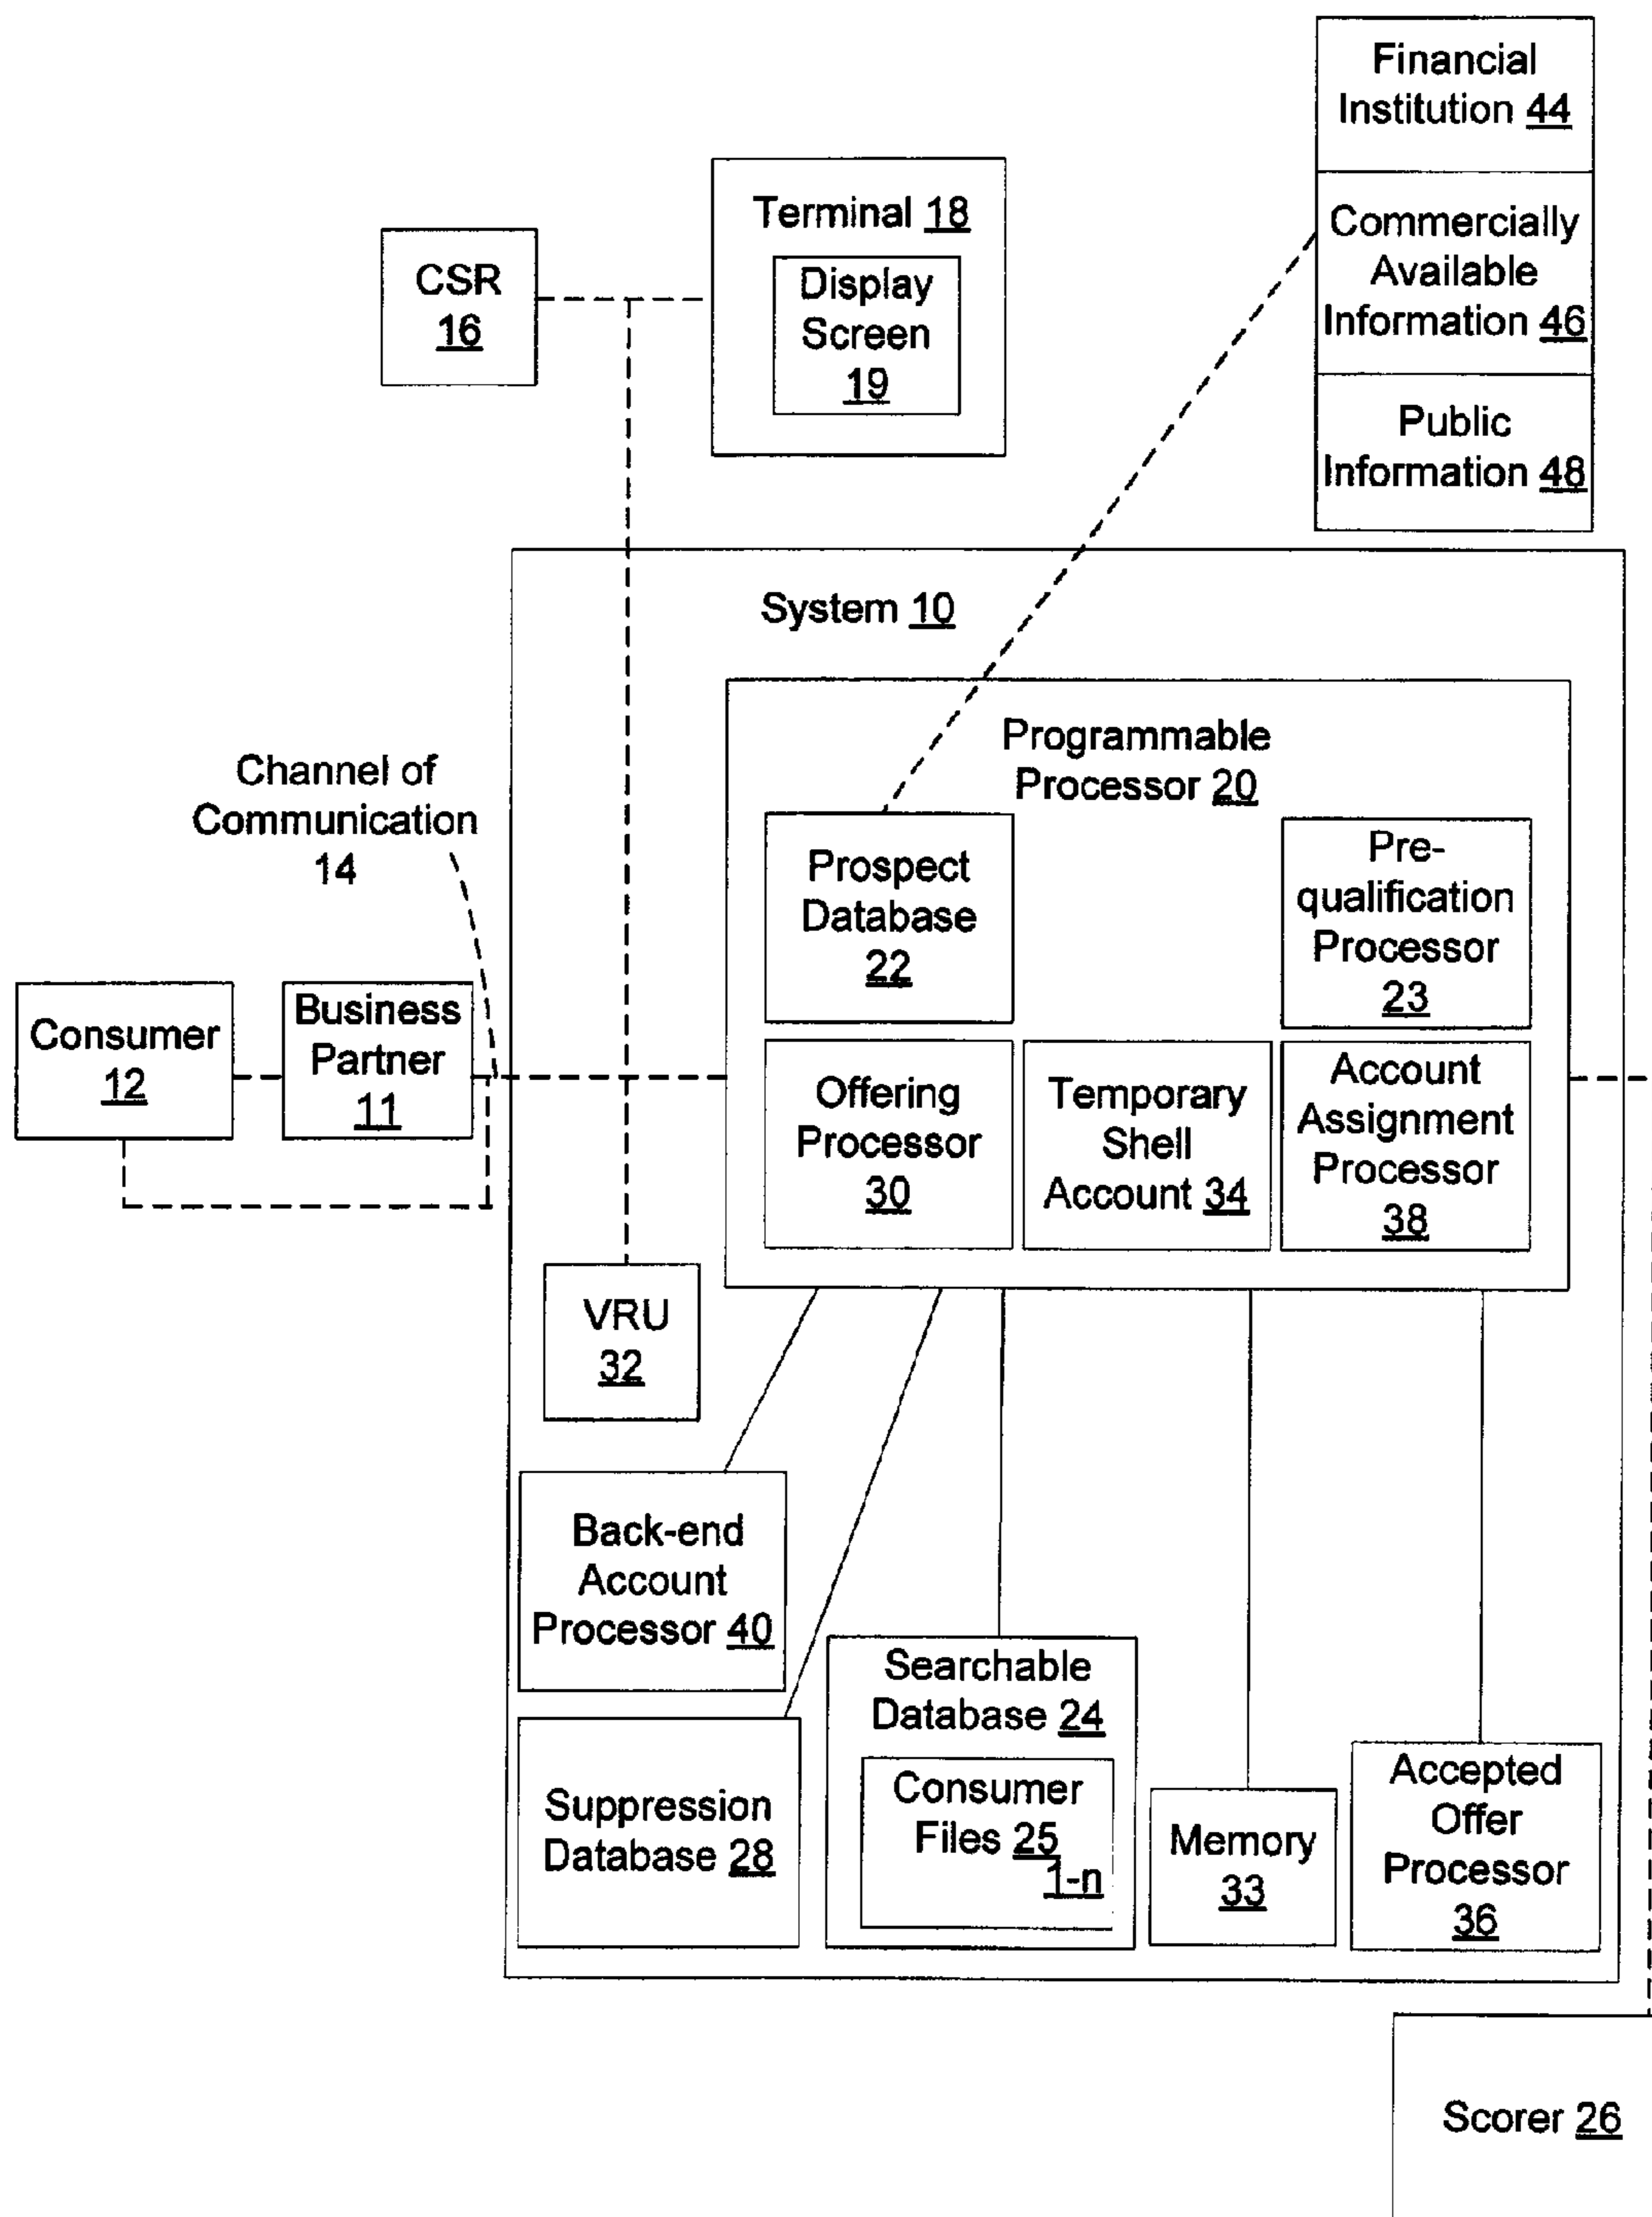 Financial
Institution 44
Commercially
Available
Information 46
Public
Information 48
Terminal 18
Display
Screen
19
CSR
16
System 10
Programmable
Processor 20
Channel of
Communication
14
Prospect
Database
22
Pre-
qualification
Processor
23
Consumer
12
Business
Partner
11
Offering
Processor
30
Temporary
Shell
Account 34
Account
Assignment
Processor
38
VRU
32
Back-end
Account
Processor 40
Suppression
Database 28
Searchable
Database 24
Consumer
Files 25
1-n
Memory
33
Accepted
Offer
Processor
36
Scorer 26